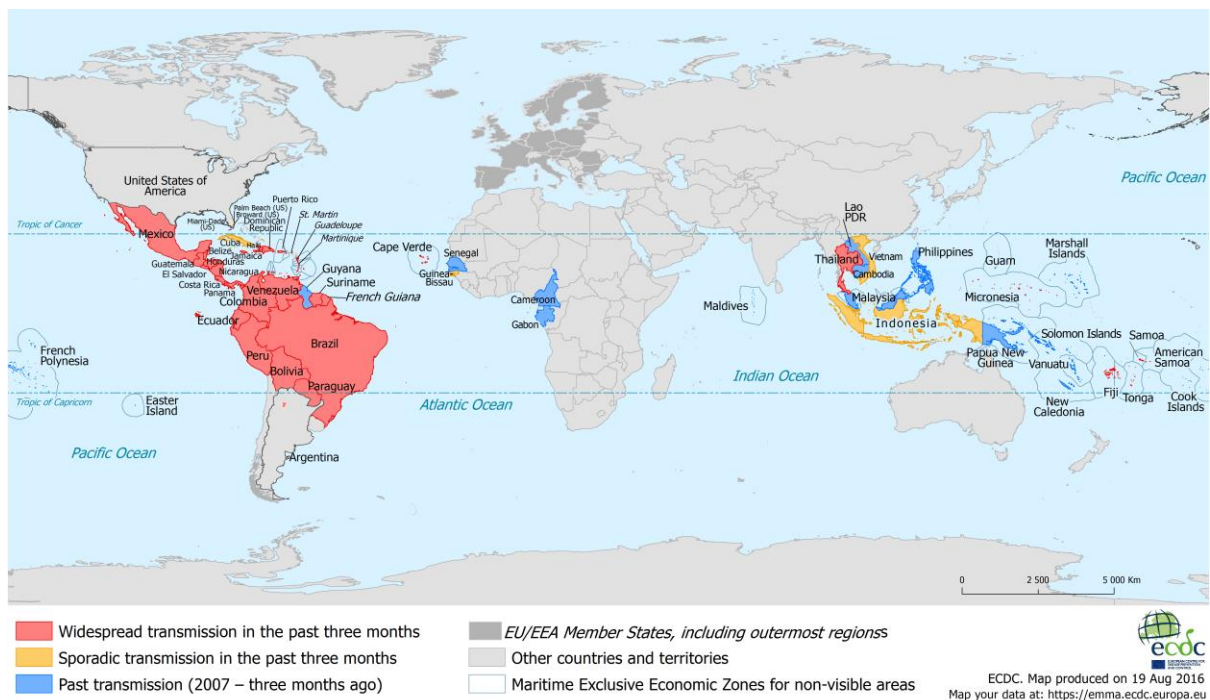 United States of
America
Pacific Ocean
Tropic of Cancer
Mexico
Miami-Dade
(US)
Palm Beach (US)
Broward (US)
Dominican
Republic
Puerto Rico
St. Martin
Guadeloupe
Martinique
Cuba
Haiti
Belize
Jamaica
Honduras
Guatemala
El Salvador
Nicaragua
Costa Rica
Panama
Venezuela
Colombia
Guyana
Suriname
French Guiana
Ecuador
Brazil
Peru
Bolivia
Paraguay
Argentina
French
Polynesia
Tropic of Capricorn
Easter
Island
Pacific Ocean
Atlantic Ocean
Cape Verde
Senegal
Guinea-
Bissau
Cameroon
Gabon
Maldives
Indian Ocean
Lao
PDR
Thailand
Vietnam
Cambodia
Philippines
Malaysia
Indonesia
Guam
Marshall
Islands
Micronesia
Papua New
Guinea
Solomon Islands
Samoa
American
Samoa
Vanuatu
New
Caledonia
Fiji
Tonga
Cook
Islands
0 2 500 5 000 Km
Widespread transmission in the past three months
Sporadic transmission in the past three months
Past transmission (2007 – three months ago)
EU/EEA Member States, including outermost regions
Other countries and territories
Maritime Exclusive Economic Zones for non-visible areas
ecdc
ECDC. Map produced on 19 Aug 2016
Map your data at: https://emma.ecdc.europa.eu